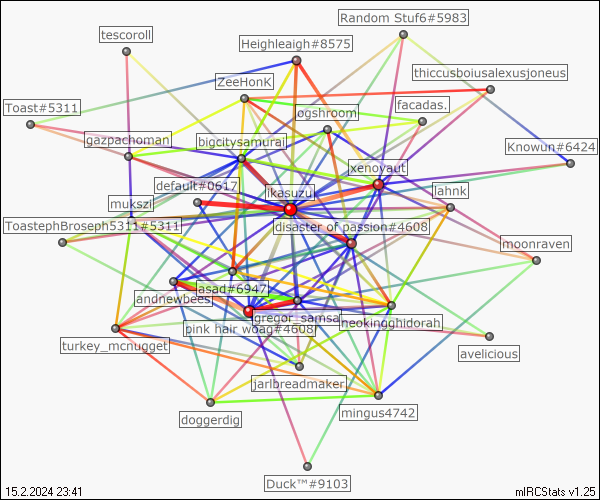 Random Stuf6#5983
tescoroll
Heighleaigh#8575
thiccusboiusalexusjoneus
ZeeHonK
Toast#5311
ogshroom
facadas.
gazpachoman
bigcitysamurai
Knowun#6424
xenoyaut
default#0617
ikasuzu
lahnk
mukszi
ToastephBroseph5311#5311
disaster of passion#4608
moonraven
asad#6947
andnewbees
gregor_samsa
neokingghidorah
pink hair woag#4608
turkey_mcnugget
avelicious
jarlbreadmaker
mingus4742
doggerdig
Duck™#9103
15.2.2024 23:41
mIRCStats v1.25